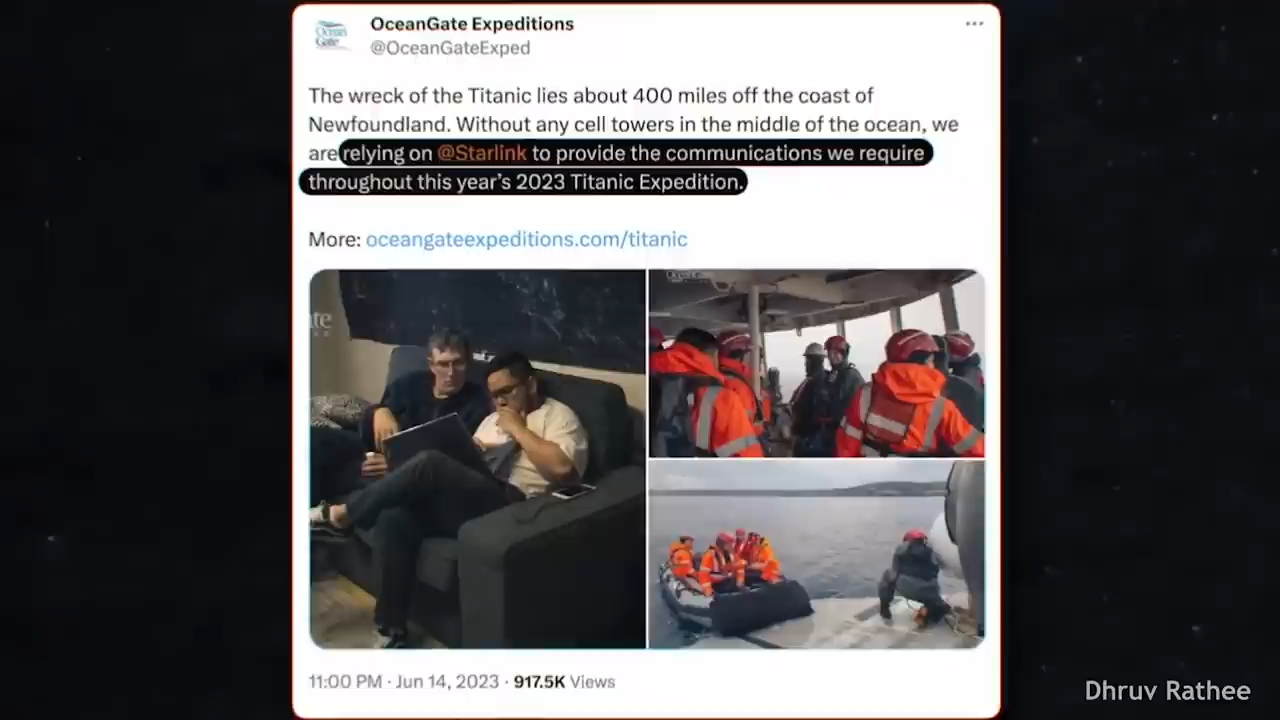 OceanGate Expeditions
@OceanGateExped
Ocean
Gate
The wreck of the Titanic lies about 400 miles off the coast of
Newfoundland. Without any cell towers in the middle of the ocean, we
are relying on @Starlink to provide the communications we require
throughout this year's 2023 Titanic Expedition.
More: oceangateexpeditions.com/titanic
te
11:00 PM · Jun 14, 2023 · 917.5K Views
Dhruv Rathee